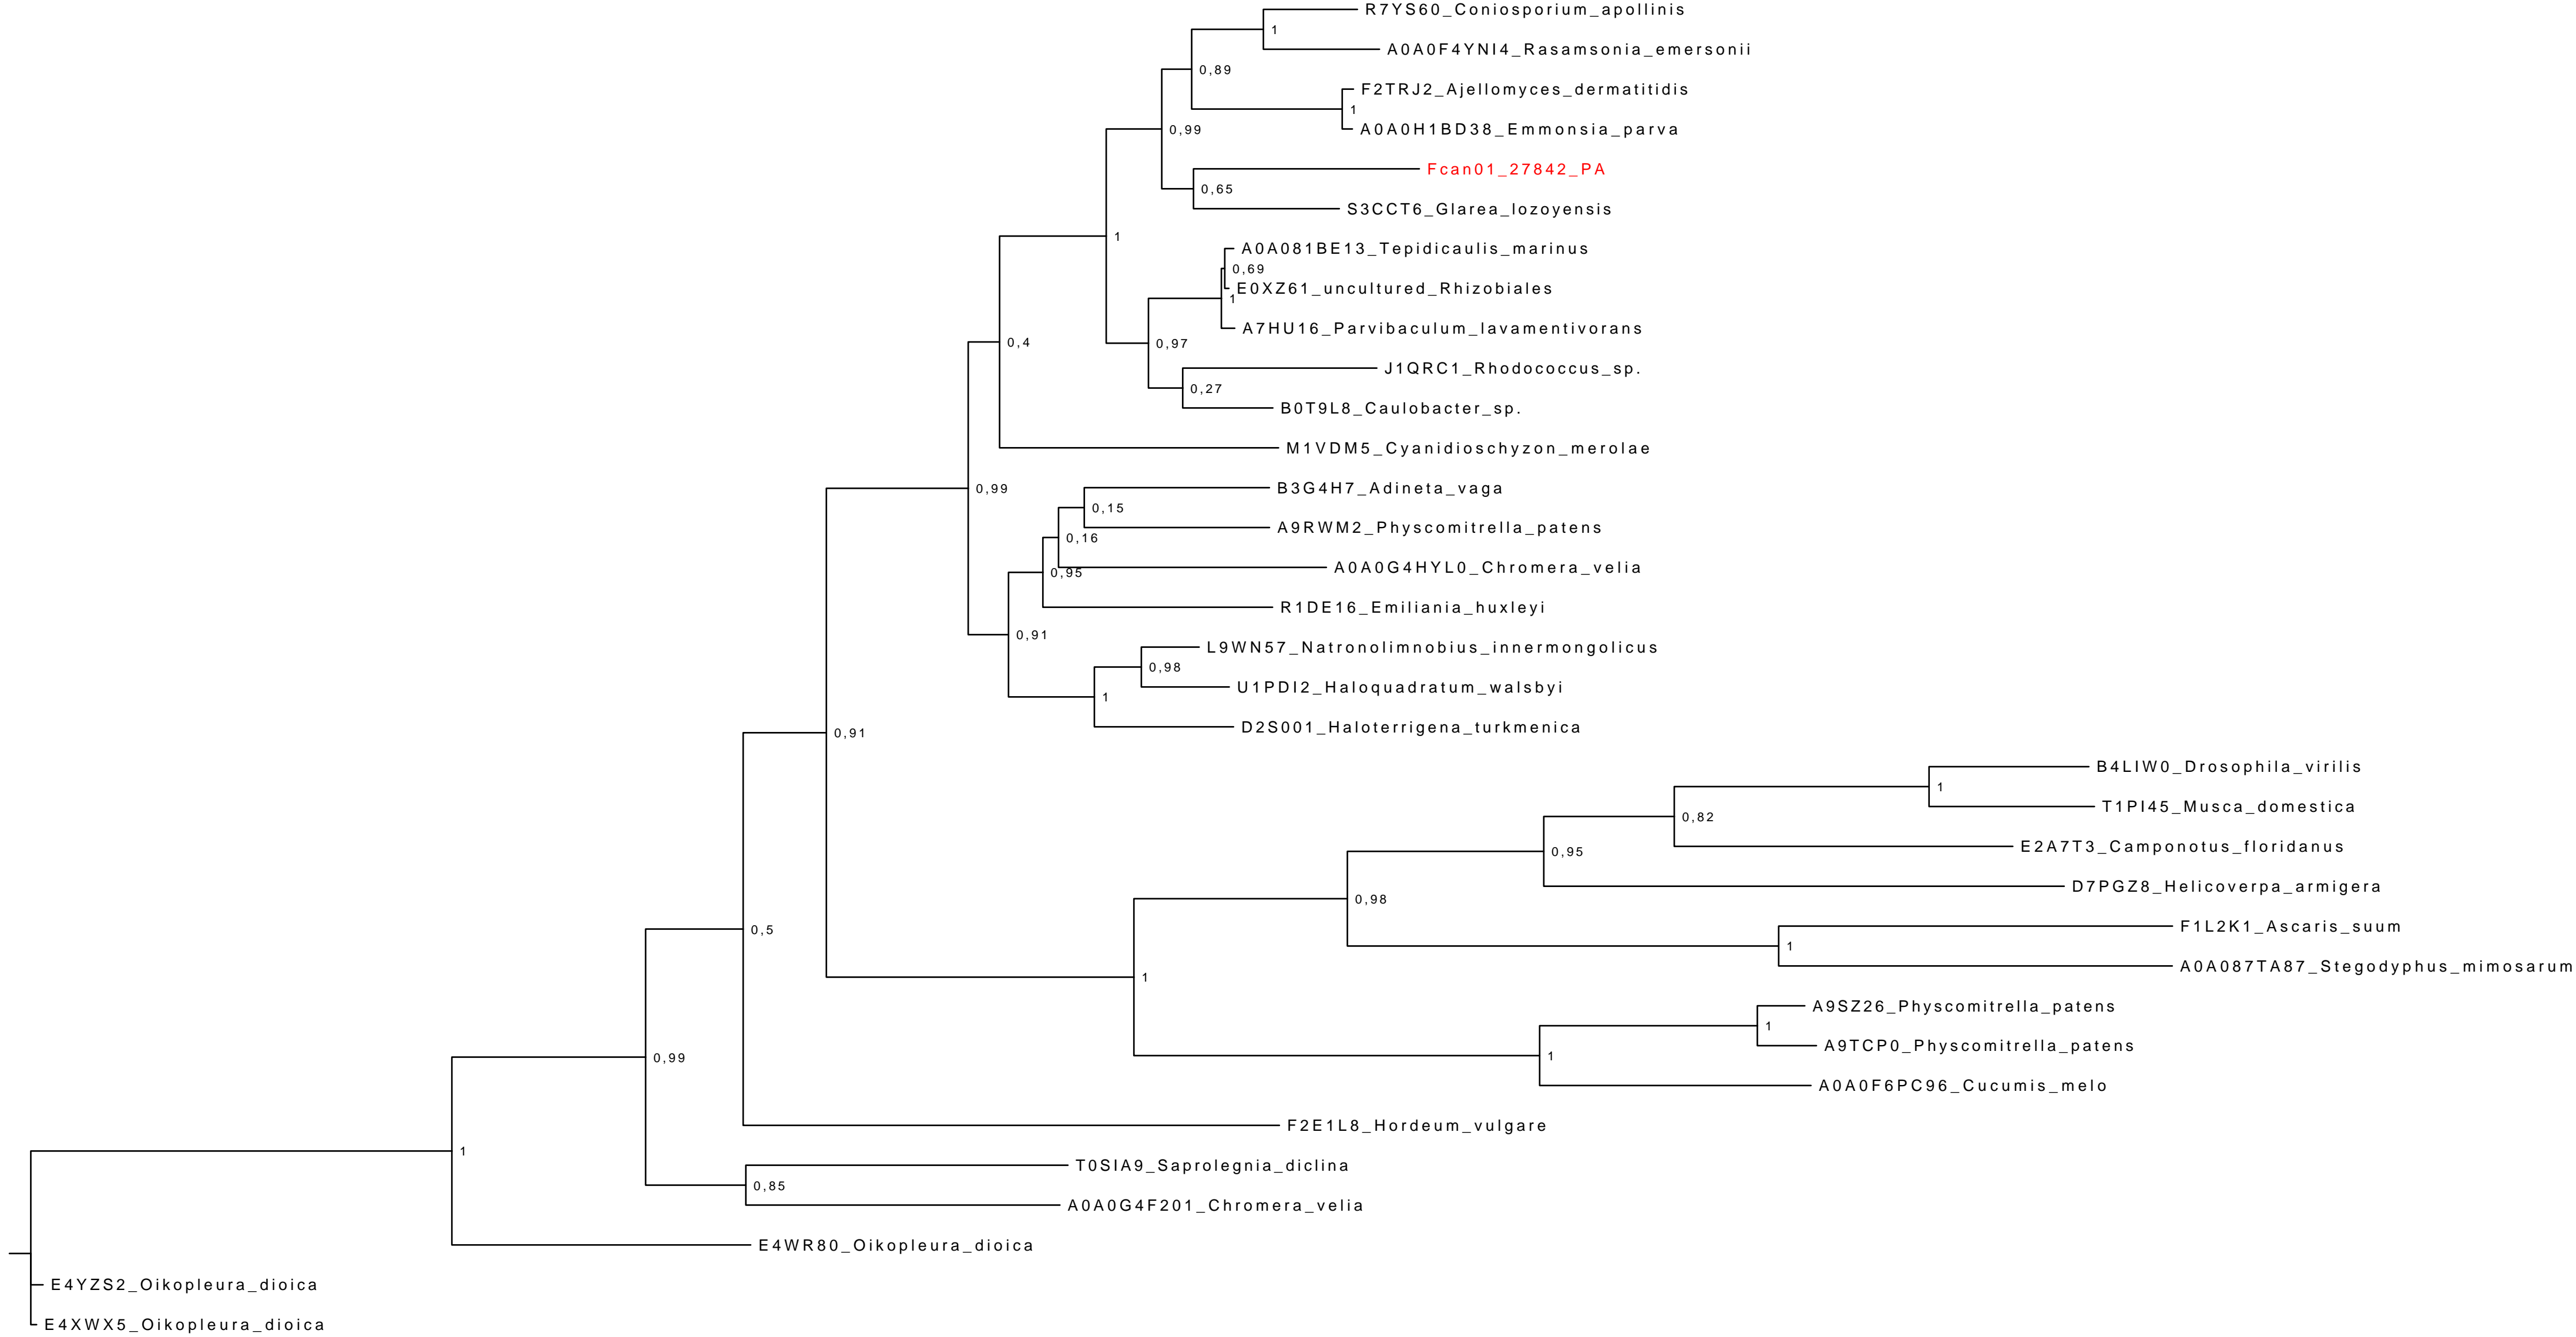 R7YS60_Coniosporium_apollinis
1
A0A0F4YNI4_Rasamsonia_emersonii
0,89
F2TRJ2_Ajellomyces_dermatitidis
1
A0A0H1BD38_Emmonsia_parva
0,99
Fcan01_27842_PA
0,65
S3CCT6_Glarea_lozoyensis
1
A0A081BE13_Tepidicaulis_marinus
0,69
E0XZ61_uncultured_Rhizobiales
1
A7HU16_Parvibaculum_lavamentivorans
0,97
0,4
J1QRC1_Rhodococcus_sp.
0,27
B0T9L8_Caulobacter_sp.
M1VDM5_Cyanidioschyzon_merolae
0,99
B3G4H7_Adineta_vaga
0,15
A9RWM2_Physcomitrella_patens
0,16
A0A0G4HYL0_Chromera_velia
0,95
R1DE16_Emiliania_huxleyi
0,91
L9WN57_Natronolimnobius_innermongolicus
0,98
U1PDI2_Haloquadratum_walsbyi
1
D2S001_Haloterrigena_turkmenica
0,91
B4LIW0_Drosophila_virilis
1
T1PI45_Musca_domestica
0,82
E2A7T3_Camponotus_floridanus
0,95
D7PGZ8_Helicoverpa_armigera
0,98
F1L2K1_Ascaris_suum
0,5
1
A0A087TA87_Stegodyphus_mimosarum
1
A9SZ26_Physcomitrella_patens
1
A9TCP0_Physcomitrella_patens
1
0,99
A0A0F6PC96_Cucumis_melo
F2E1L8_Hordeum_vulgare
1
T0SIA9_Saprolegnia_diclina
0,85
A0A0G4F201_Chromera_velia
E4WR80_Oikopleura_dioica
E4YZS2_Oikopleura_dioica
E4XWX5_Oikopleura_dioica